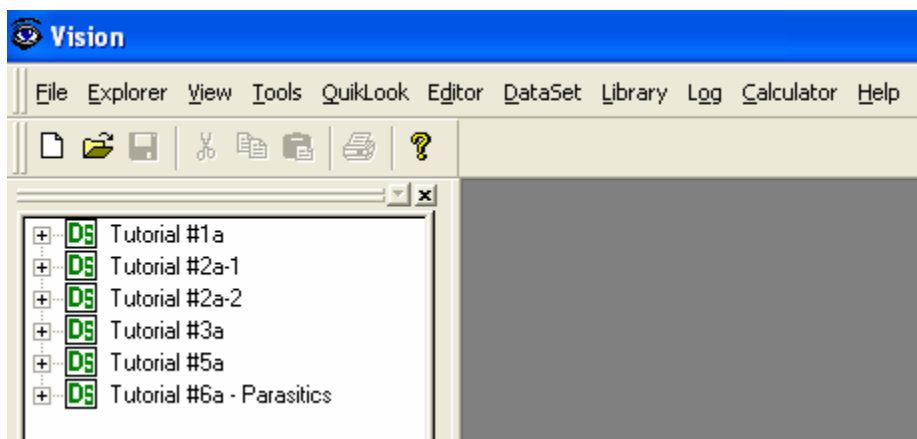 Vision
File Explorer View Tools QuikLook Editor DataSet Library Log Calculator Help
DS Tutorial #1a
DS Tutorial #2a-1
DS Tutorial #2a-2
DS Tutorial #3a
DS Tutorial #5a
DS Tutorial #6a - Parasitics